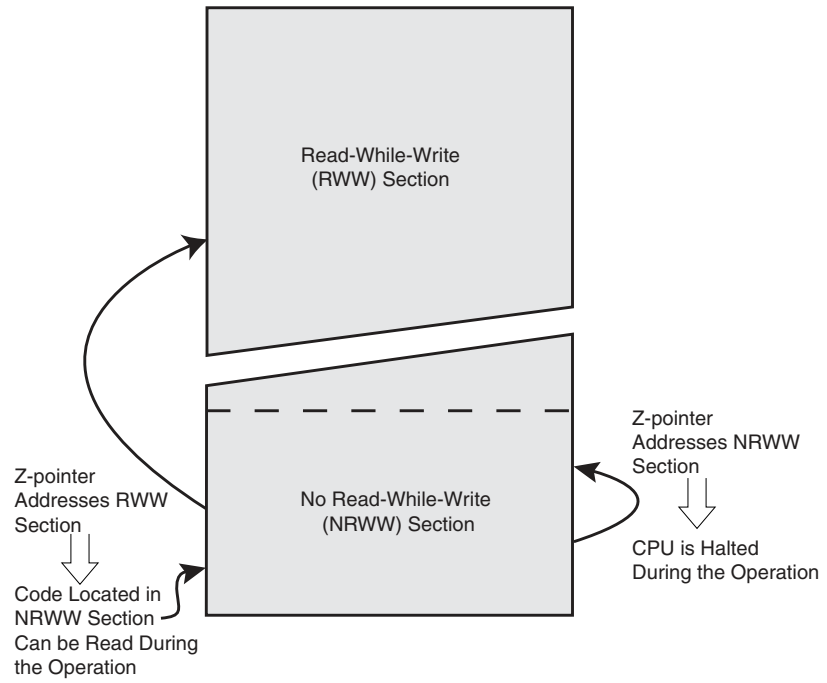 Read-While-Write
(RWW) Section
Z-pointer
Addresses NRWW
Section
Z-pointer
Addresses RWW
Section
No Read-While-Write
(NRWW) Section
CPU is Halted
During the Operation
Code Located in
NRWW Section
Can be Read During
the Operation